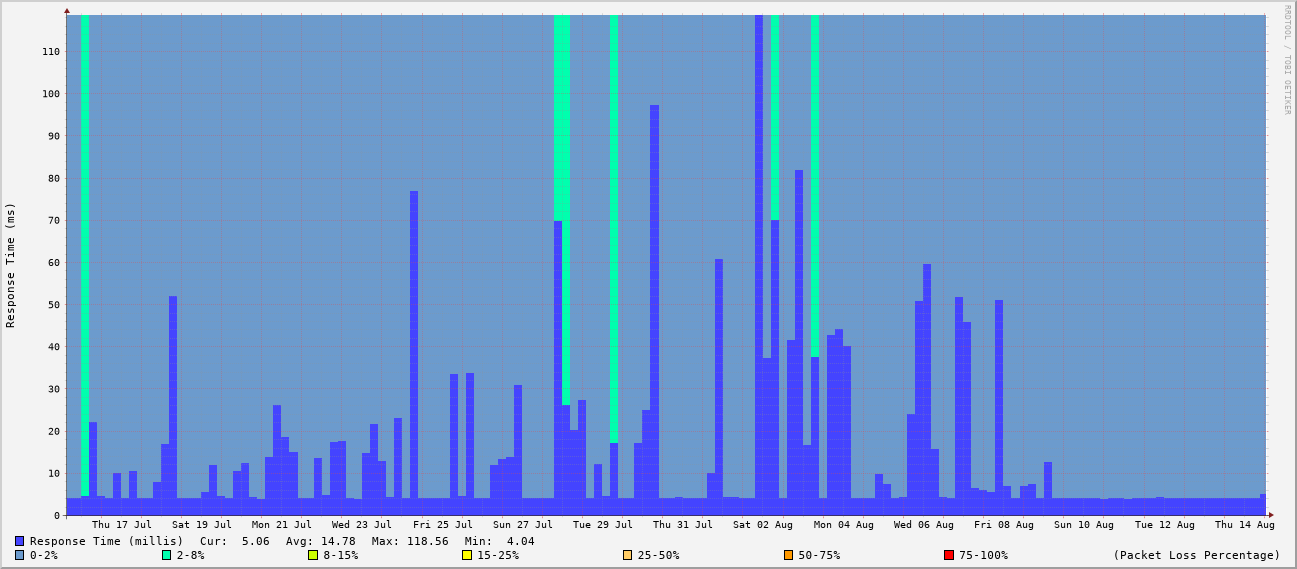 RRDTOOL / TOBI OETIKER
Response Time (ms)
110
100
90
80
70
60
50
40
30
20
10
0
Thu 17 Jul Sat 19 Jul Mon 21 Jul Wed 23 Jul Fri 25 Jul Sun 27 Jul Tue 29 Jul Thu 31 Jul Sat 02 Aug Mon 04 Aug Wed 06 Aug Fri 08 Aug Sun 10 Aug Tue 12 Aug Thu 14 Aug
Response Time (millis) Cur: 5.06 Avg: 14.78 Max: 118.56 Min: 4.04
0-2% 2-8% 8-15% 15-25% 25-50% 50-75% 75-100% (Packet Loss Percentage)